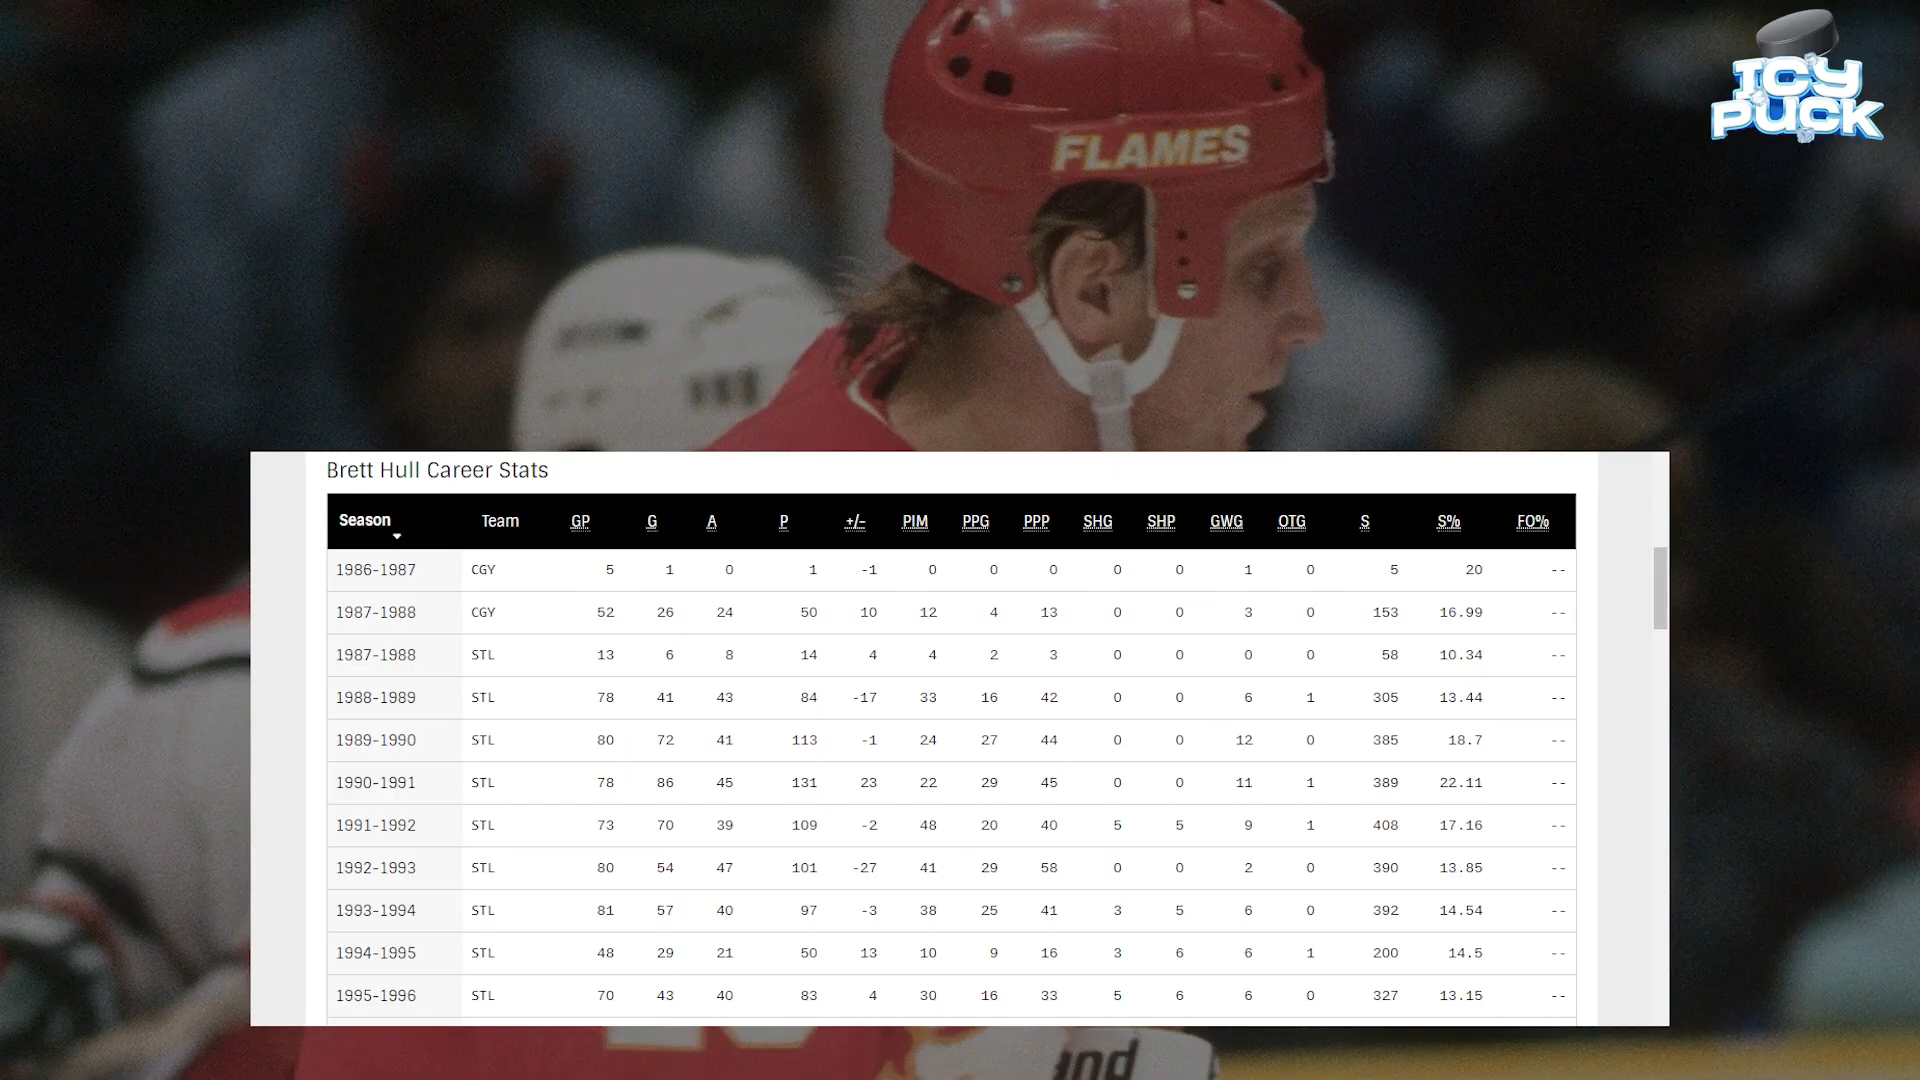 ICY
PUCK
FLAMES
Brett Hull Career Stats
Season Team GP G A P +/- PIM PPG PPP SHG SHP GWG OTG S S% FO%
1986-1987 CGY 5 1 0 1 -1 0 0 0 0 0 1 0 5 20 --
1987-1988 CGY 52 26 24 50 10 12 4 13 0 0 3 0 153 16.99 --
1987-1988 STL 13 6 8 14 4 4 2 3 0 0 0 0 58 10.34 --
1988-1989 STL 78 41 43 84 -17 33 16 42 0 0 6 1 305 13.44 --
1989-1990 STL 80 72 41 113 -1 24 27 44 0 0 12 0 385 18.7 --
1990-1991 STL 78 86 45 131 23 22 29 45 0 0 11 1 389 22.11 --
1991-1992 STL 73 70 39 109 -2 48 20 40 5 5 9 1 408 17.16 --
1992-1993 STL 80 54 47 101 -27 41 29 58 0 0 2 0 390 13.85 --
1993-1994 STL 81 57 40 97 -3 38 25 41 3 5 6 0 392 14.54 --
1994-1995 STL 48 29 21 50 13 10 9 16 3 6 6 1 200 14.5 --
1995-1996 STL 70 43 40 83 4 30 16 33 5 6 6 0 327 13.15 --